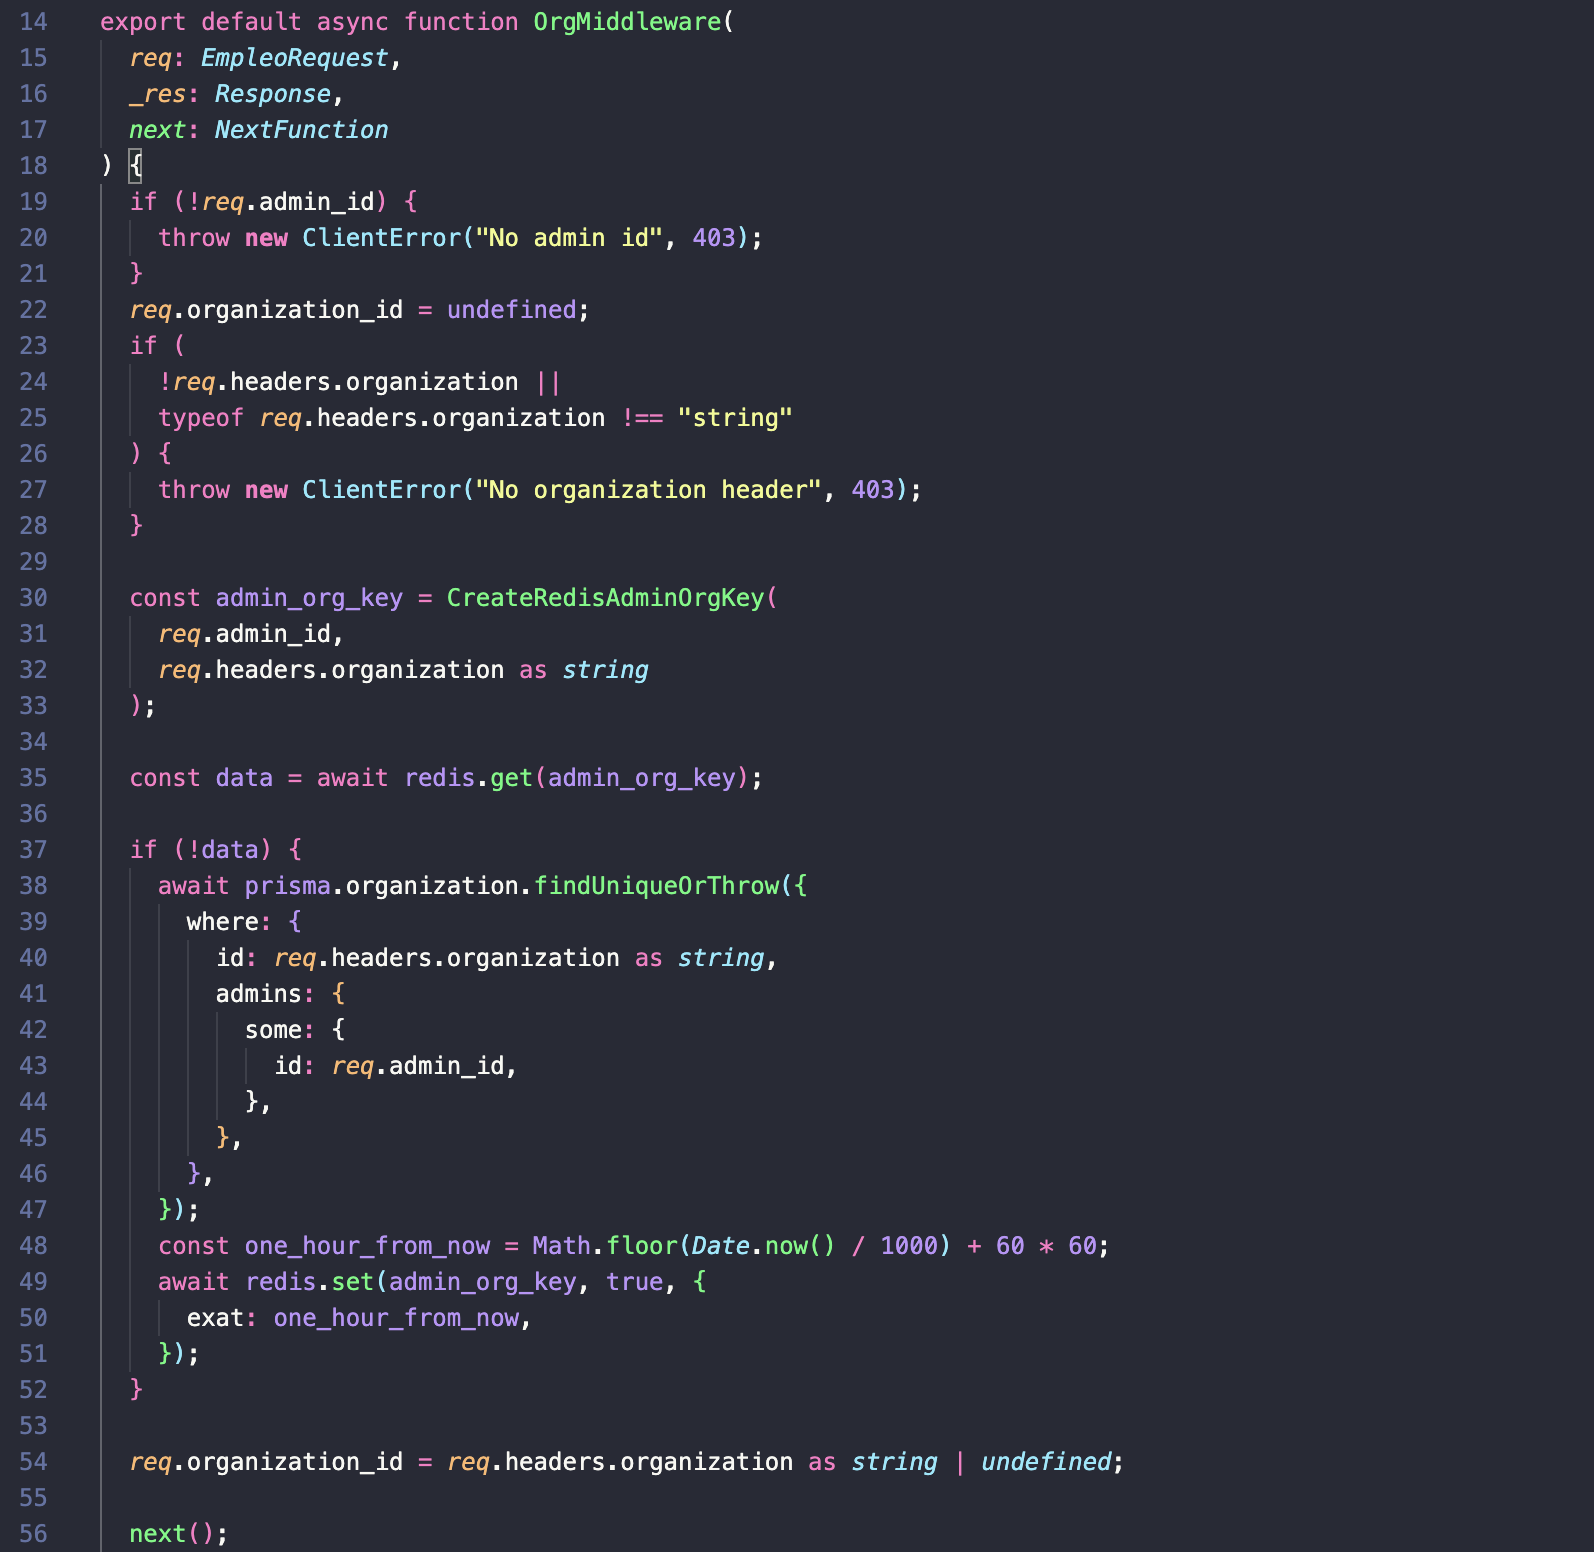 14 export default async function OrgMiddleware(
15 req: EmpleoRequest,
16 _res: Response,
17 next: NextFunction
18 ) {
19 if (!req.admin_id) {
20 throw new ClientError("No admin id", 403);
21 }
22 req.organization_id = undefined;
23 if (
24 !req.headers.organization ||
25 typeof req.headers.organization !== "string"
26 ) {
27 throw new ClientError("No organization header", 403);
28 }
29
30 const admin_org_key = CreateRedisAdminOrgKey(
31 req.admin_id,
32 req.headers.organization as string
33 );
34
35 const data = await redis.get(admin_org_key);
36
37 if (!data) {
38 await prisma.organization.findUniqueOrThrow({
39 where: {
40 id: req.headers.organization as string,
41 admins: {
42 some: {
43 id: req.admin_id,
44 },
45 },
46 },
47 });
48 const one_hour_from_now = Math.floor(Date.now() / 1000) + 60 * 60;
49 await redis.set(admin_org_key, true, {
50 exat: one_hour_from_now,
51 });
52 }
53
54 req.organization_id = req.headers.organization as string | undefined;
55
56 next();